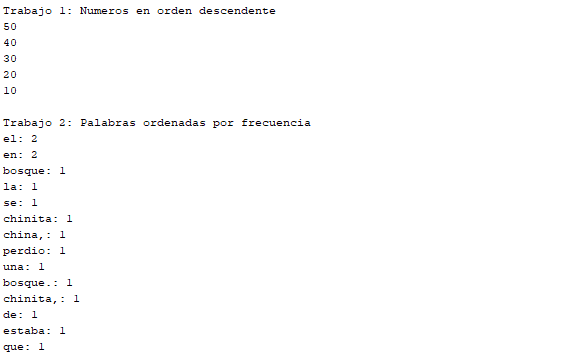 Trabajo 1: Numeros en orden descendente
50
40
30
20
10
Trabajo 2: Palabras ordenadas por frecuencia
el: 2
en: 2
bosque: 1
la: 1
se: 1
chinita: 1
china,: 1
perdio: 1
una: 1
bosque.: 1
chinita,: 1
de: 1
estaba: 1
que: 1